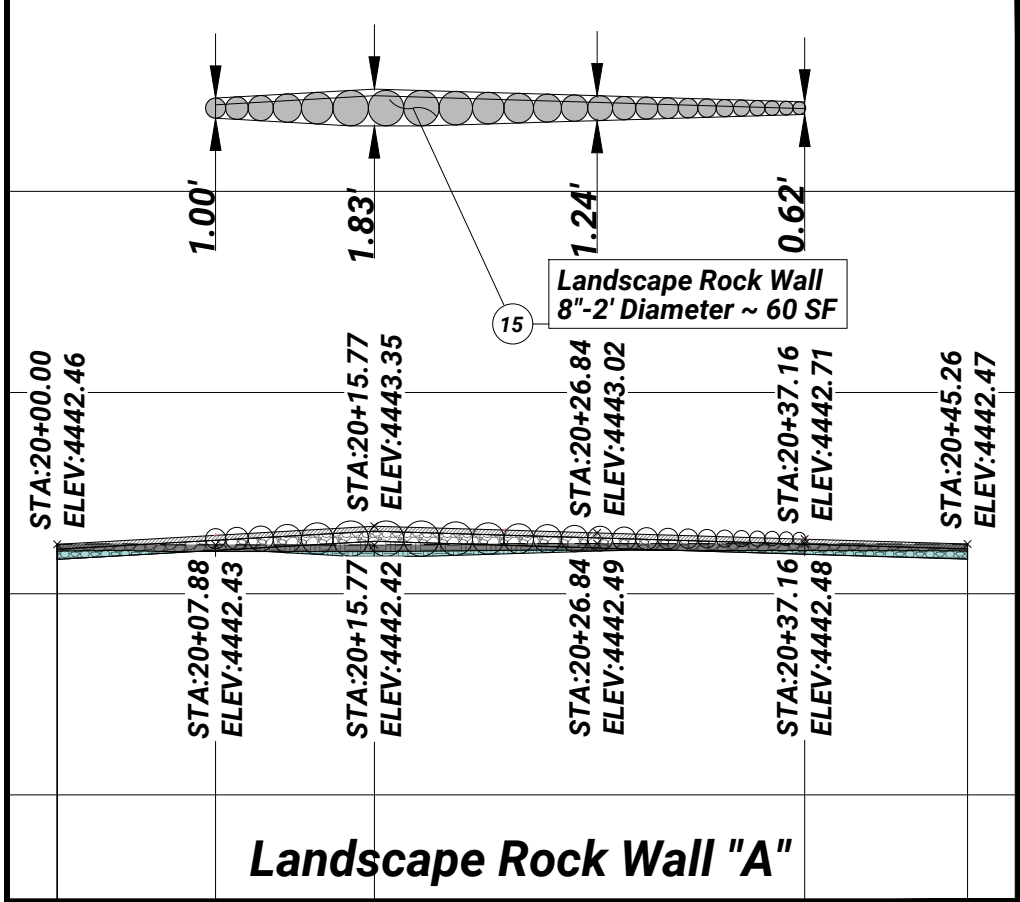 1.00'
1.83'
1.24'
0.62'
Landscape Rock Wall
8"-2' Diameter ~ 60 SF
15
STA:20+00.00
ELEV:4442.46
STA:20+15.77
ELEV:4443.35
STA:20+26.84
ELEV:4443.02
STA:20+37.16
ELEV:4442.71
STA:20+45.26
ELEV:4442.47
STA:20+07.88
ELEV:4442.43
STA:20+15.77
ELEV:4442.42
STA:20+26.84
ELEV:4442.49
STA:20+37.16
ELEV:4442.48
Landscape Rock Wall "A"